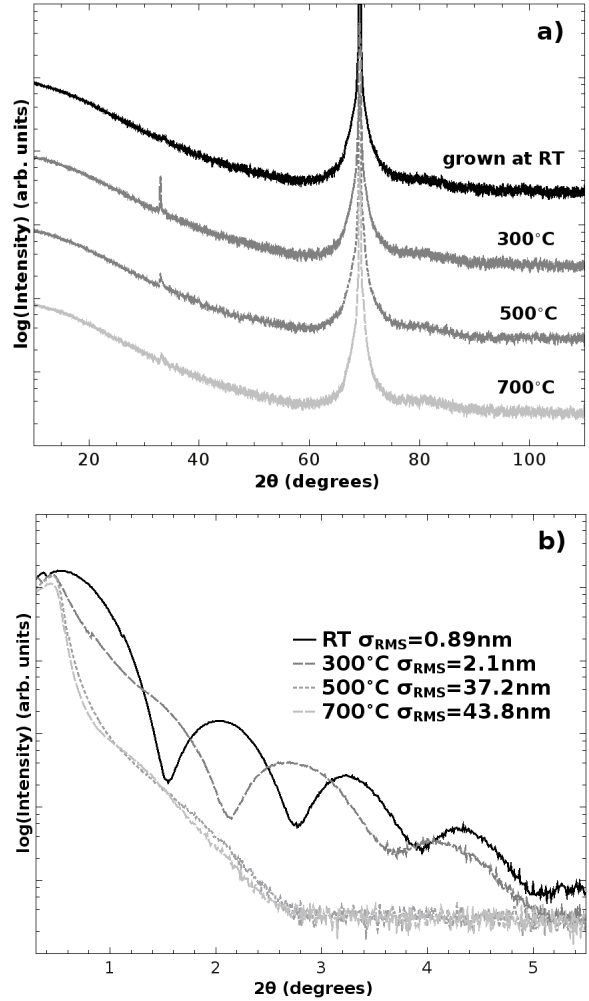 a)
log(Intensity) (arb. units)
grown at RT
300°C
500°C
700°C
20 40 60 80 100
2θ (degrees)
b)
log(Intensity) (arb. units)
RT σRMS=0.89nm
300°C σRMS=2.1nm
500°C σRMS=37.2nm
700°C σRMS=43.8nm
1 2 3 4 5
2θ (degrees)